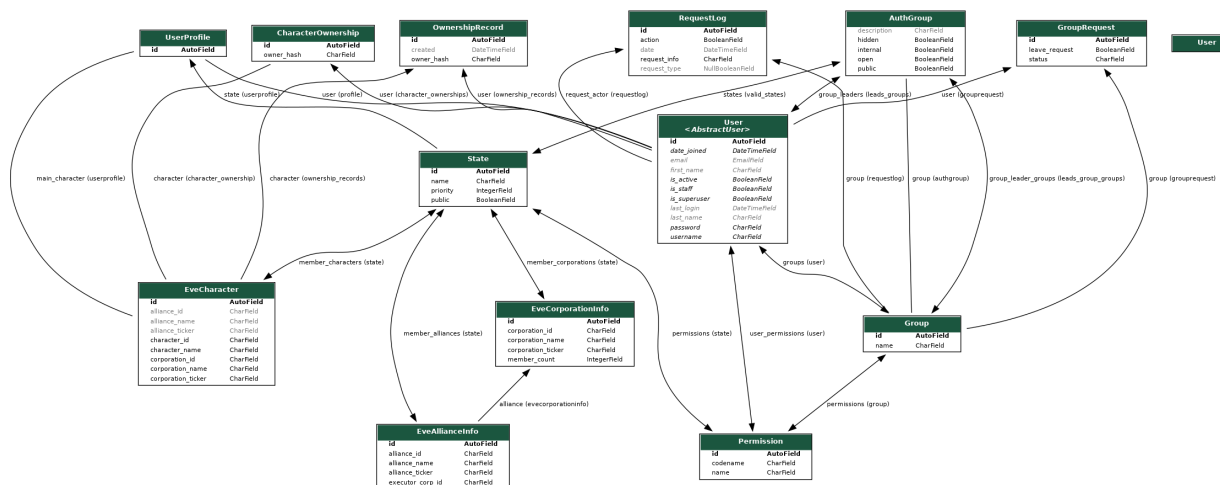 UserProfile
id AutoField
CharacterOwnership
id AutoField
owner_hash CharField
OwnershipRecord
id AutoField
created DateTimeField
owner_hash CharField
RequestLog
id AutoField
action BooleanField
date DateTimeField
request_info CharField
request_type NullBooleanField
AuthGroup
description CharField
hidden BooleanField
internal BooleanField
open BooleanField
public BooleanField
GroupRequest
id AutoField
leave_request BooleanField
status CharField
User
state (userprofile)
user (profile)
user (character_ownerships)
user (ownership_records)
request_actor (requestlog)
states (valid_states)
group_leaders (leads_groups)
user (grouprequest)
User
<AbstractUser>
id AutoField
date_joined DateTimeField
email EmailField
first_name CharField
is_active BooleanField
is_staff BooleanField
is_superuser BooleanField
last_login DateTimeField
last_name CharField
password CharField
username CharField
State
id AutoField
name CharField
priority IntegerField
public BooleanField
main_character (userprofile)
character (character_ownership)
character (ownership_records)
group (requestlog)
group (authgroup)
group_leader_groups (leads_group_groups)
group (grouprequest)
member_characters (state)
member_corporations (state)
groups (user)
EveCharacter
id AutoField
alliance_id CharField
alliance_name CharField
alliance_ticker CharField
character_id CharField
character_name CharField
corporation_id CharField
corporation_name CharField
corporation_ticker CharField
EveCorporationInfo
id AutoField
corporation_id CharField
corporation_name CharField
corporation_ticker CharField
member_count IntegerField
Group
id AutoField
name CharField
member_alliances (state)
permissions (state)
user_permissions (user)
alliance (evecorporationinfo)
permissions (group)
EveAllianceInfo
id AutoField
alliance_id CharField
alliance_name CharField
alliance_ticker CharField
executor_corp_id CharField
Permission
id AutoField
codename CharField
name CharField